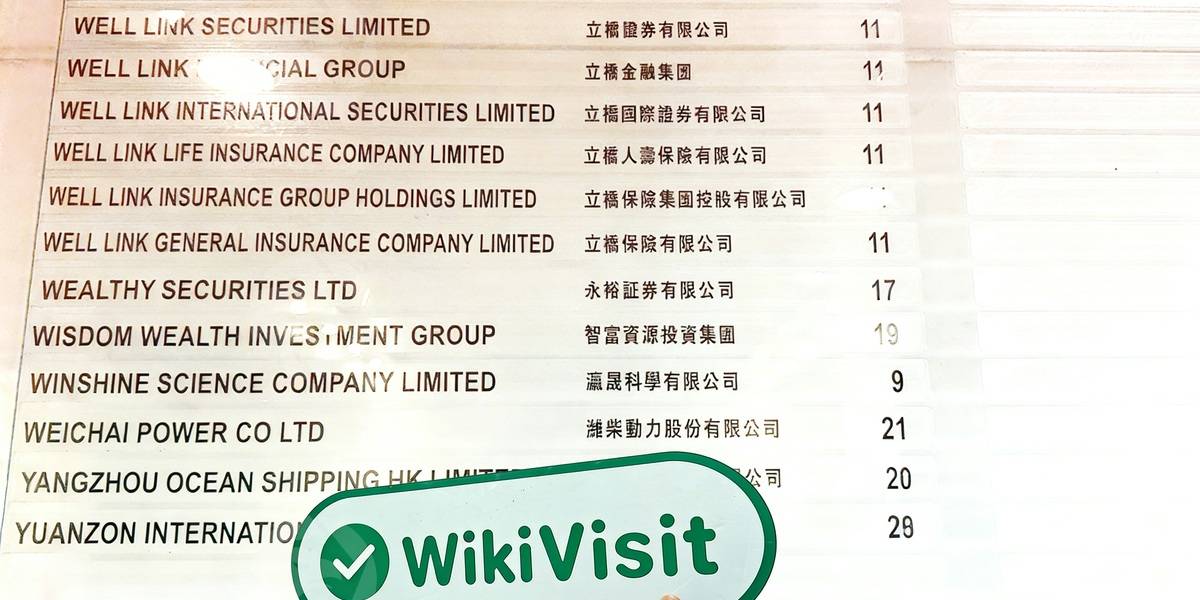 WELL LINK SECURITIES LIMITED 立橋證券有限公司 11
WELL LINK GROUP 立橋金融集團 11
WELL LINK INTERNATIONAL SECURITIES LIMITED 立橋國際證券有限公司 11
WELL LINK LIFE INSURANCE COMPANY LIMITED 立橋人壽保險有限公司 11
WELL LINK INSURANCE GROUP HOLDINGS LIMITED 立橋保險集團控股有限公司
WELL LINK GENERAL INSURANCE COMPANY LIMITED 立橋保險有限公司 11
WEALTHY SECURITIES LTD 永裕証券有限公司 17
WISDOM WEALTH INVESTMENT GROUP 智富資源投資集團 19
WINSHINE SCIENCE COMPANY LIMITED 瀛晟科學有限公司 9
WEICHAI POWER CO LTD 濰柴動力股份有限公司 21
YANGZHOU OCEAN SHIPPING HK LIMITED 公司 20
YUANZON 28
WikiVisit